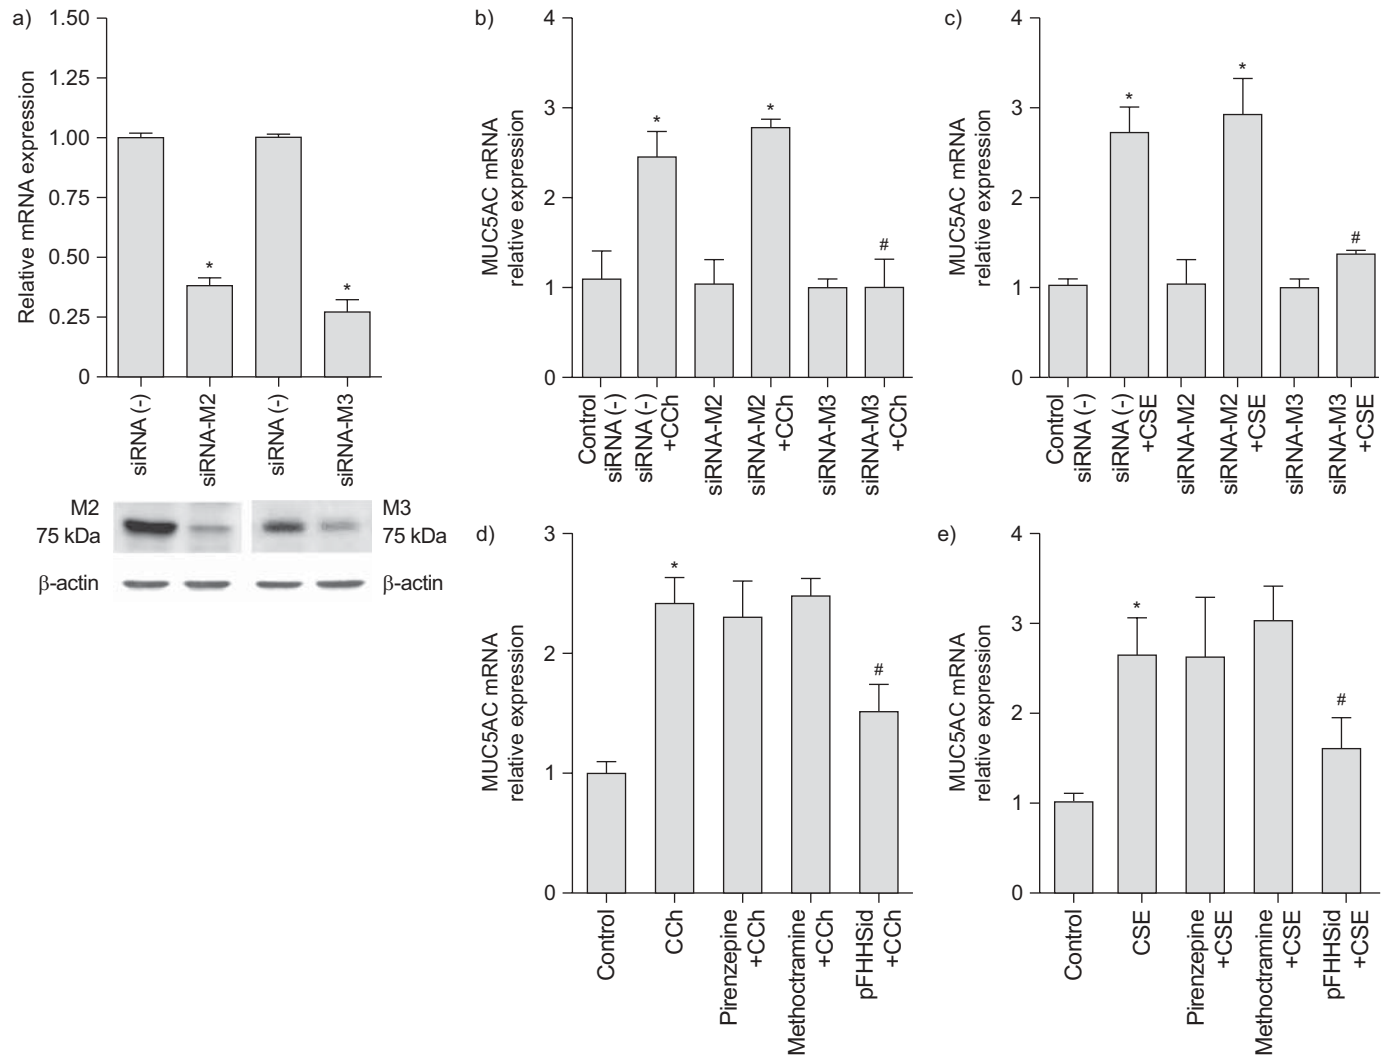 a)
1.50
1.25
1.00
0.75
0.50
0.25
0
Relative mRNA expression
*
*
siRNA (-)
siRNA-M2
siRNA (-)
siRNA-M3
M2
75 kDa
M3
75 kDa
β-actin
β-actin
b)
4
3
2
1
0
MUC5AC mRNA
relative expression
*
*
#
Control
siRNA (-)
siRNA (-)
+CCh
siRNA-M2
siRNA-M2
+CCh
siRNA-M3
siRNA-M3
+CCh
c)
4
3
2
1
0
MUC5AC mRNA
relative expression
*
*
#
Control
siRNA (-)
siRNA (-)
+CSE
siRNA-M2
siRNA-M2
+CSE
siRNA-M3
siRNA-M3
+CSE
d)
3
2
1
0
MUC5AC mRNA
relative expression
*
#
Control
CCh
Pirenzepine
+CCh
Methoctramine
+CCh
pFHHSid
+CCh
e)
4
3
2
1
0
MUC5AC mRNA
relative expression
*
#
Control
CSE
Pirenzepine
+CSE
Methoctramine
+CSE
pFHHSid
+CSE